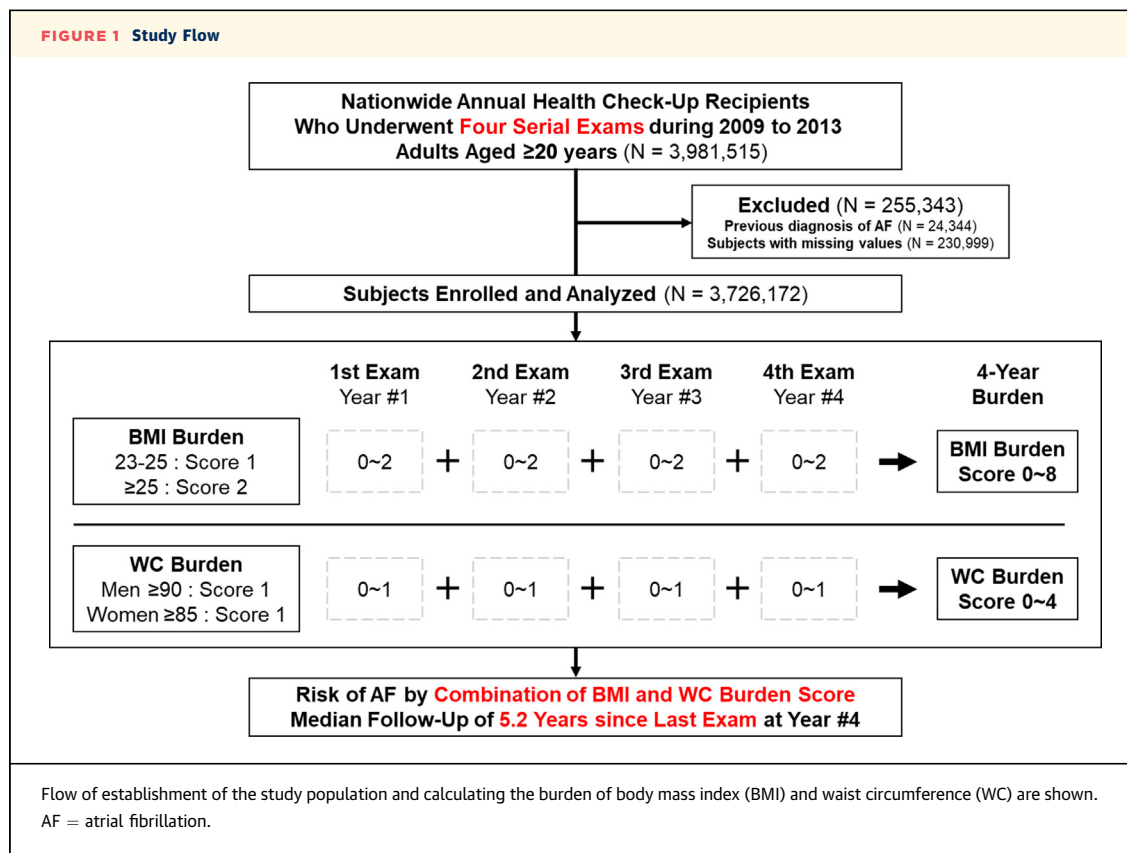 FIGURE 1 Study Flow
Nationwide Annual Health Check-Up Recipients
Who Underwent Four Serial Exams during 2009 to 2013
Adults Aged ≥20 years (N = 3,981,515)
Excluded (N = 255,343)
Previous diagnosis of AF (N = 24,344)
Subjects with missing values (N = 230,999)
Subjects Enrolled and Analyzed (N = 3,726,172)
1st Exam 2nd Exam 3rd Exam 4th Exam 4-Year
Year #1 Year #2 Year #3 Year #4 Burden
BMI Burden
23-25 : Score 1
≥25 : Score 2
0~2 + 0~2 + 0~2 + 0~2
BMI Burden
Score 0~8
WC Burden
Men ≥90 : Score 1
Women ≥85 : Score 1
0~1 + 0~1 + 0~1 + 0~1
WC Burden
Score 0~4
Risk of AF by Combination of BMI and WC Burden Score
Median Follow-Up of 5.2 Years since Last Exam at Year #4
Flow of establishment of the study population and calculating the burden of body mass index (BMI) and waist circumference (WC) are shown.
AF = atrial fibrillation.